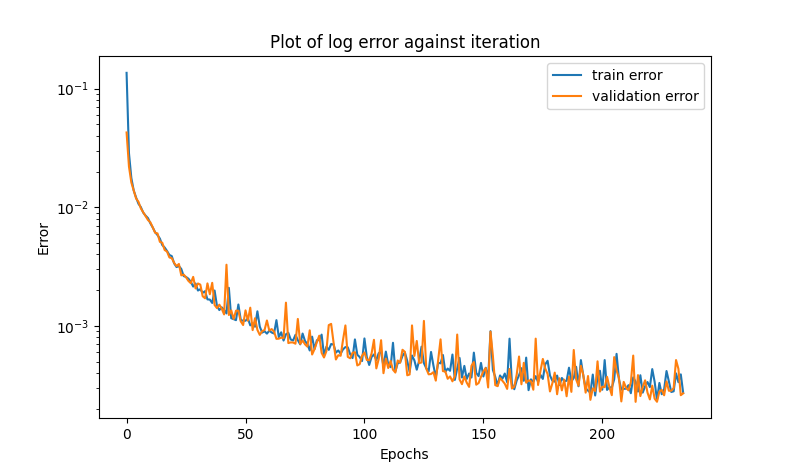 Plot of log error against iteration
train error
validation error
Error
10⁻¹
10⁻²
10⁻³
0 50 100 150 200
Epochs